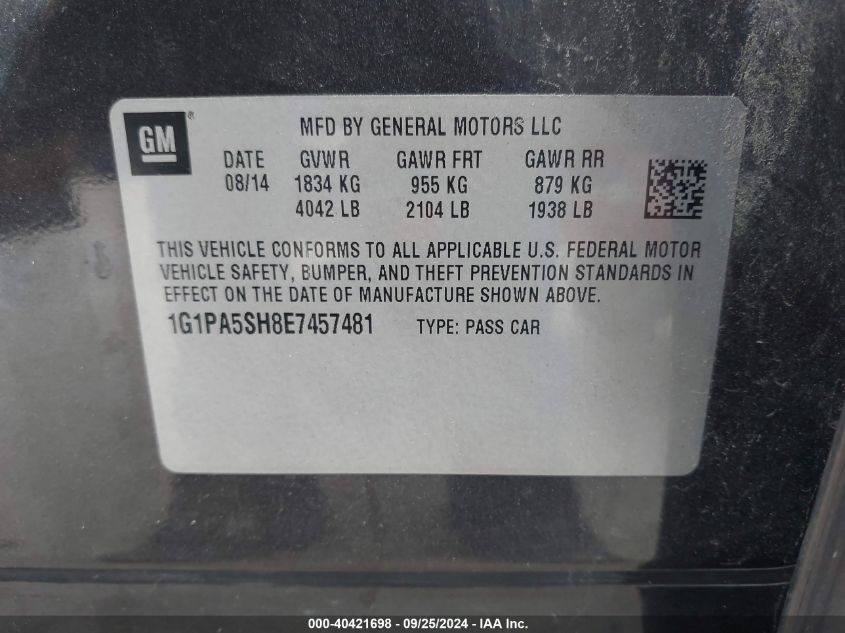 GM ®
MFD BY GENERAL MOTORS LLC
DATE GVWR GAWR FRT GAWR RR
08/14 1834 KG 955 KG 879 KG
4042 LB 2104 LB 1938 LB
THIS VEHICLE CONFORMS TO ALL APPLICABLE U.S. FEDERAL MOTOR
VEHICLE SAFETY, BUMPER, AND THEFT PREVENTION STANDARDS IN
EFFECT ON THE DATE OF MANUFACTURE SHOWN ABOVE.
1G1PA5SH8E7457481 TYPE: PASS CAR
000-40421698 - 09/25/2024 - IAA Inc.